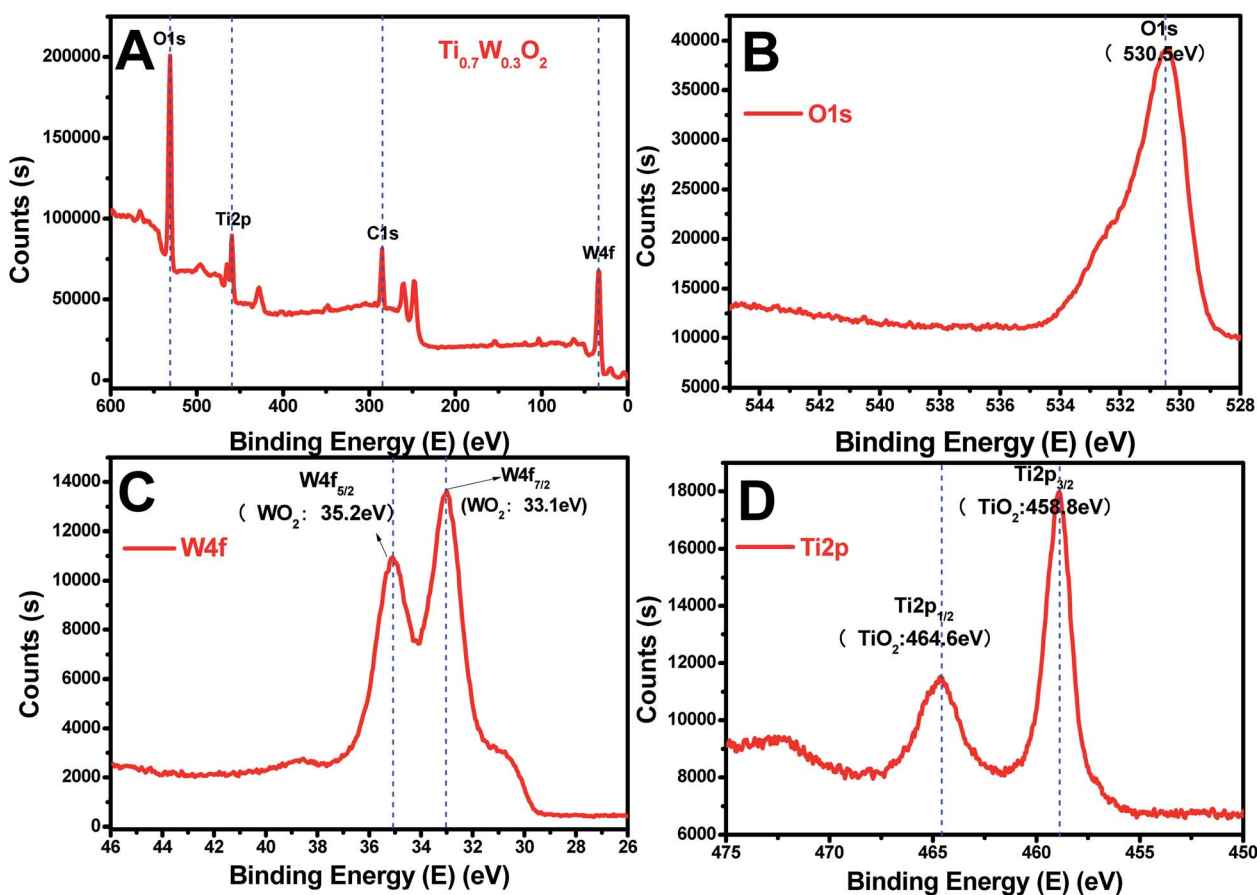 A
O1s
Ti0.7W0.3O2
Ti2p
C1s
W4f
Counts (s)
200000
150000
100000
50000
0
600 500 400 300 200 100 0
Binding Energy (E) (eV)
B
O1s
( 530.5eV)
O1s
Counts (s)
40000
35000
30000
25000
20000
15000
10000
5000
544 542 540 538 536 534 532 530 528
Binding Energy (E) (eV)
C
W4f5/2
( WO2: 35.2eV)
W4f7/2
(WO2: 33.1eV)
W4f
Counts (s)
14000
12000
10000
8000
6000
4000
2000
0
46 44 42 40 38 36 34 32 30 28 26
Binding Energy (E) (eV)
D
Ti2p3/2
( TiO2:458.8eV)
Ti2p
Ti2p1/2
( TiO2:464.6eV)
Counts (s)
18000
16000
14000
12000
10000
8000
6000
475 470 465 460 455 450
Binding Energy (E) (eV)